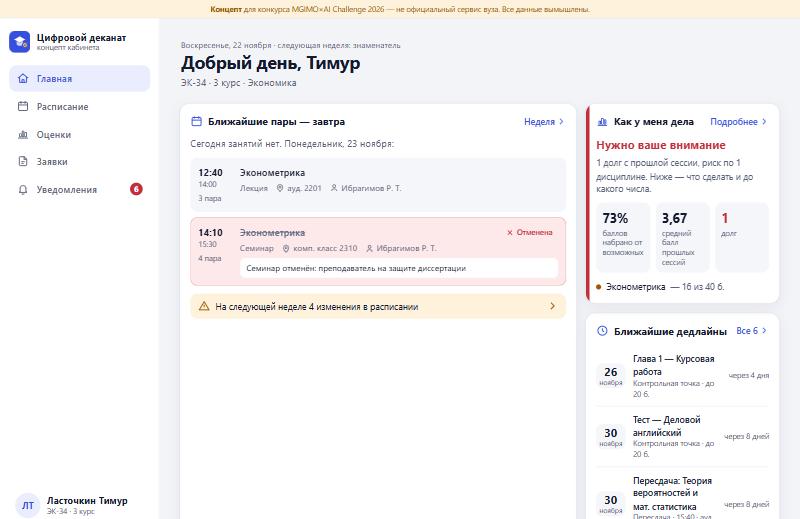 Концепт для конкурса MGIMO×AI Challenge 2026 — не официальный сервис вуза. Все данные вымышлены.
Цифровой деканат
концепт кабинета
Главная
Расписание
Оценки
Заявки
Уведомления 6
ЛТ
Ласточкин Тимур
ЭК-34 · 3 курс
Воскресенье, 22 ноября · следующая неделя: знаменатель
Добрый день, Тимур
ЭК-34 · 3 курс · Экономика
Ближайшие пары — завтра Неделя
Сегодня занятий нет. Понедельник, 23 ноября:
12:40 Эконометрика
14:00 Лекция ауд. 2201 Ибрагимов Р. Т.
3 пара
14:10 Эконометрика Отменена
15:30 Семинар комп. класс 2310 Ибрагимов Р. Т.
4 пара
Семинар отменён: преподаватель на защите диссертации
На следующей неделе 4 изменения в расписании
Как у меня дела Подробнее
Нужно ваше внимание
1 долг с прошлой сессии, риск по 1
дисциплине. Ниже — что сделать и до
какого числа.
73%
баллов
набрано от
возможных
3,67
средний
балл
прошлых
сессий
1
долг
Эконометрика — 16 из 40 б.
Ближайшие дедлайны Все 6
26
ноября
Глава 1 — Курсовая
работа
Контрольная точка · до
20 б.
через 4 дня
30
ноября
Тест — Деловой
английский
Контрольная точка · до
20 б.
через 8 дней
30
ноября
Пересдача: Теория
вероятностей и
мат. статистика
Пересдача · 15:40 · ауд.
через 8 дней